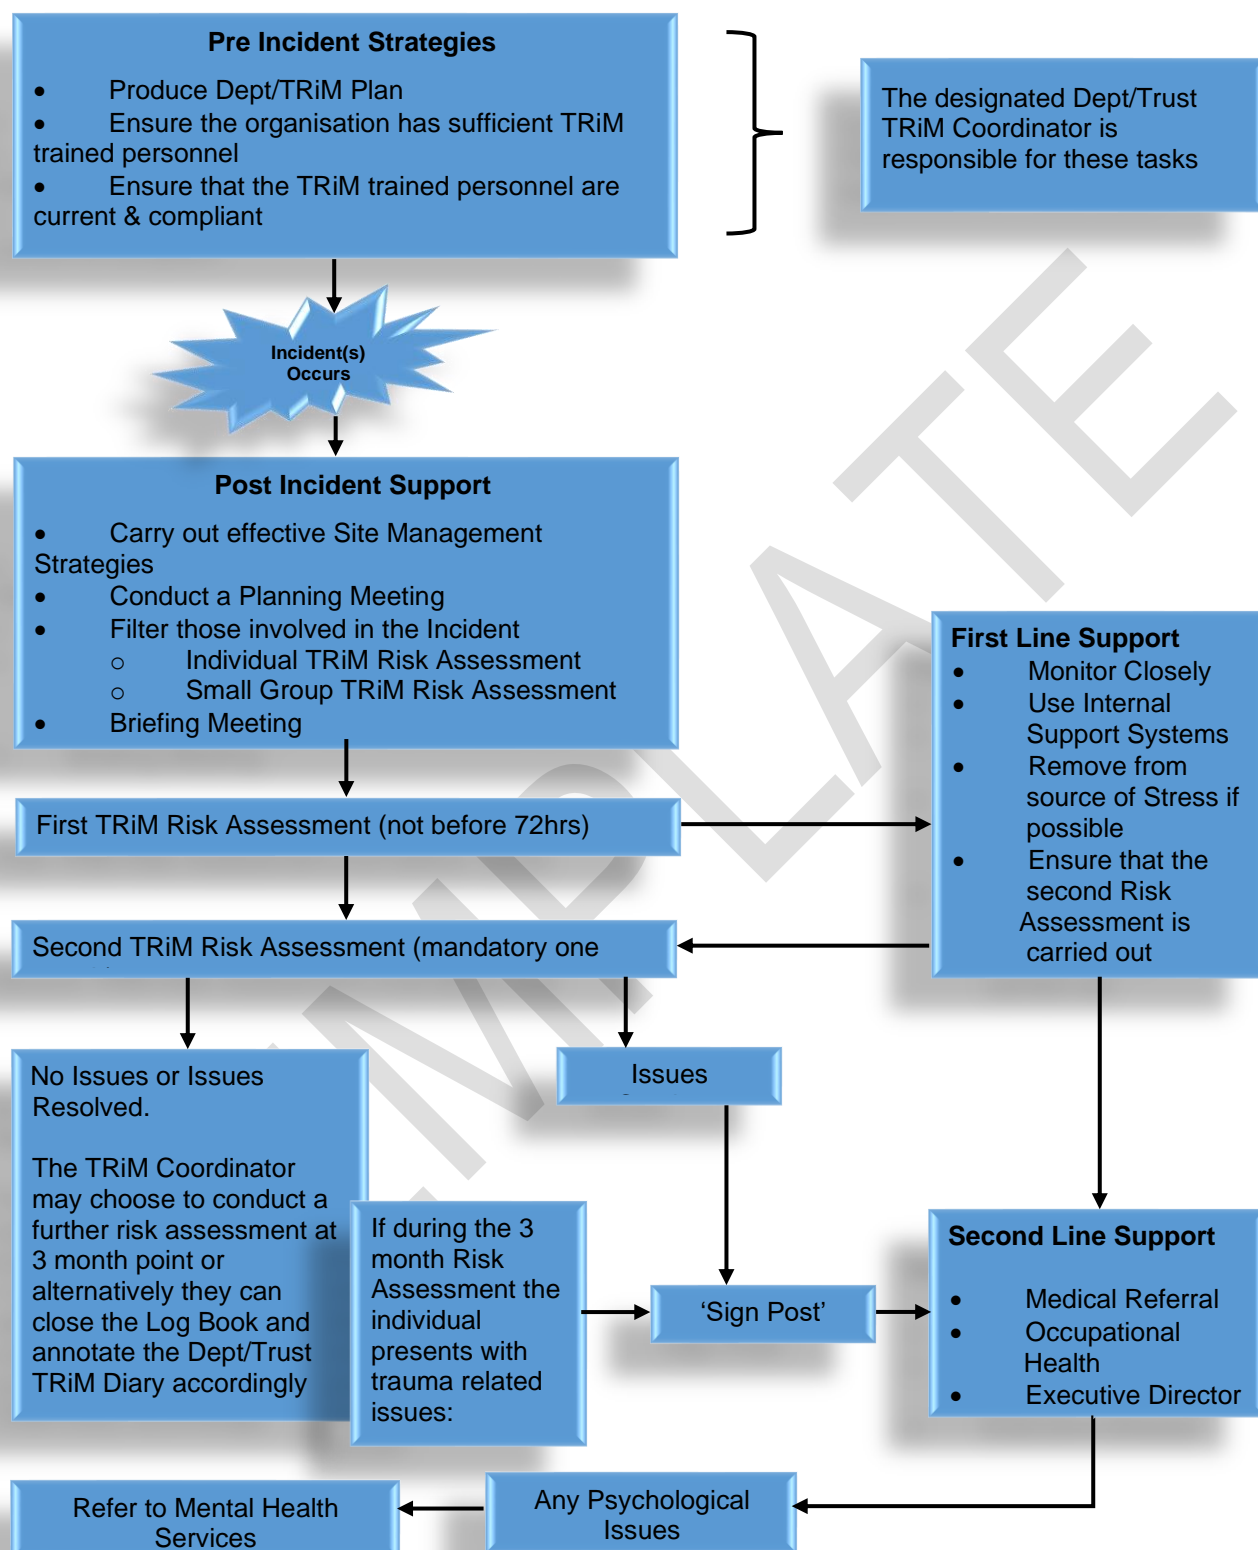 Pre Incident Strategies
• Produce Dept/TRiM Plan
• Ensure the organisation has sufficient TRiM
trained personnel
• Ensure that the TRiM trained personnel are
current & compliant
The designated Dept/Trust
TRiM Coordinator is
responsible for these tasks
Incident(s)
Occurs
Post Incident Support
• Carry out effective Site Management
Strategies
• Conduct a Planning Meeting
• Filter those involved in the Incident
o Individual TRiM Risk Assessment
o Small Group TRiM Risk Assessment
• Briefing Meeting
First Line Support
• Monitor Closely
• Use Internal
Support Systems
• Remove from
source of Stress if
possible
• Ensure that the
second Risk
Assessment is
carried out
First TRiM Risk Assessment (not before 72hrs)
Second TRiM Risk Assessment (mandatory one
No Issues or Issues
Resolved.
The TRiM Coordinator
may choose to conduct a
further risk assessment at
3 month point or
alternatively they can
close the Log Book and
annotate the Dept/Trust
TRiM Diary accordingly
Issues
If during the 3
month Risk
Assessment the
individual
presents with
trauma related
issues:
‘Sign Post’
Second Line Support
• Medical Referral
• Occupational
Health
• Executive Director
Any Psychological
Issues
Refer to Mental Health
Services
EMPLATE